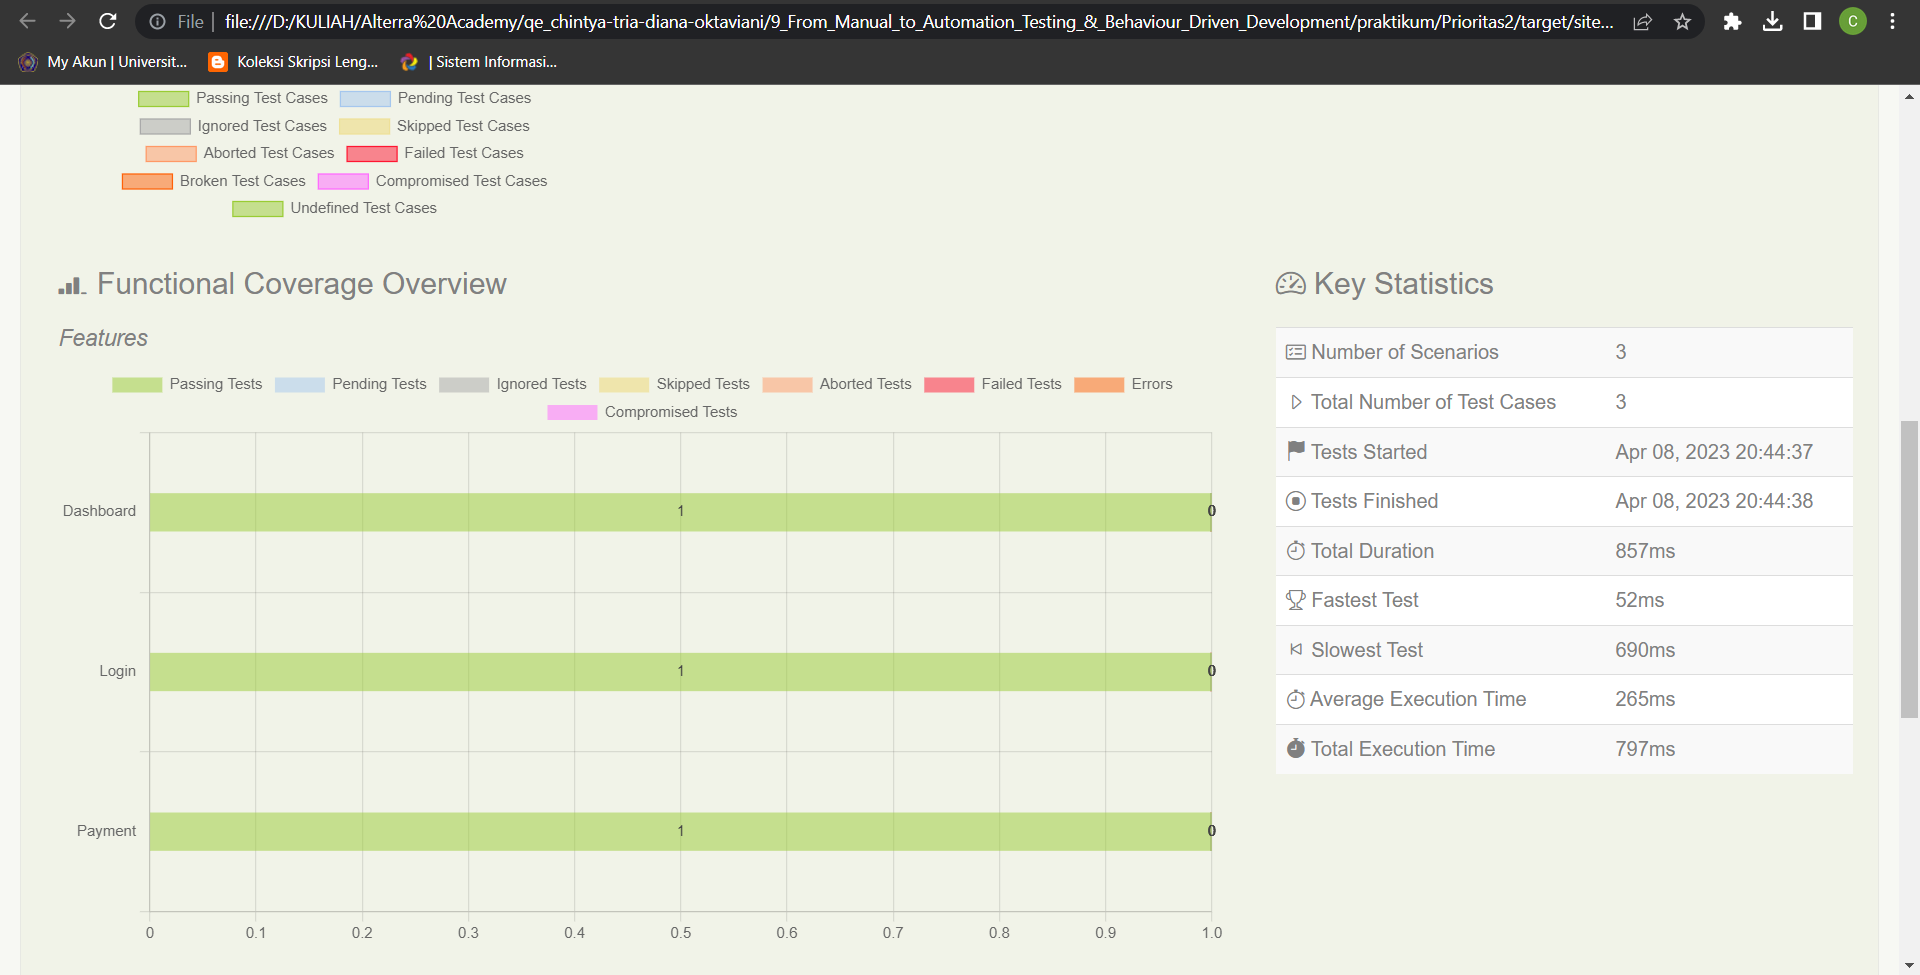 File file:///D:/KULIAH/Alterra%20Academy/qe_chintya-tria-diana-oktaviani/9_From_Manual_to_Automation_Testing_&_Behaviour_Driven_Development/praktikum/Prioritas2/target/site... C
My Akun | Universit... Koleksi Skripsi Leng... | Sistem Informasi...
Passing Test Cases Pending Test Cases
Ignored Test Cases Skipped Test Cases
Aborted Test Cases Failed Test Cases
Broken Test Cases Compromised Test Cases
Undefined Test Cases
Functional Coverage Overview
Features
Passing Tests Pending Tests Ignored Tests Skipped Tests Aborted Tests Failed Tests Errors
Compromised Tests
Dashboard 1 0
Login 1 0
Payment 1 0
0 0.1 0.2 0.3 0.4 0.5 0.6 0.7 0.8 0.9 1.0
Key Statistics
Number of Scenarios 3
Total Number of Test Cases 3
Tests Started Apr 08, 2023 20:44:37
Tests Finished Apr 08, 2023 20:44:38
Total Duration 857ms
Fastest Test 52ms
Slowest Test 690ms
Average Execution Time 265ms
Total Execution Time 797ms